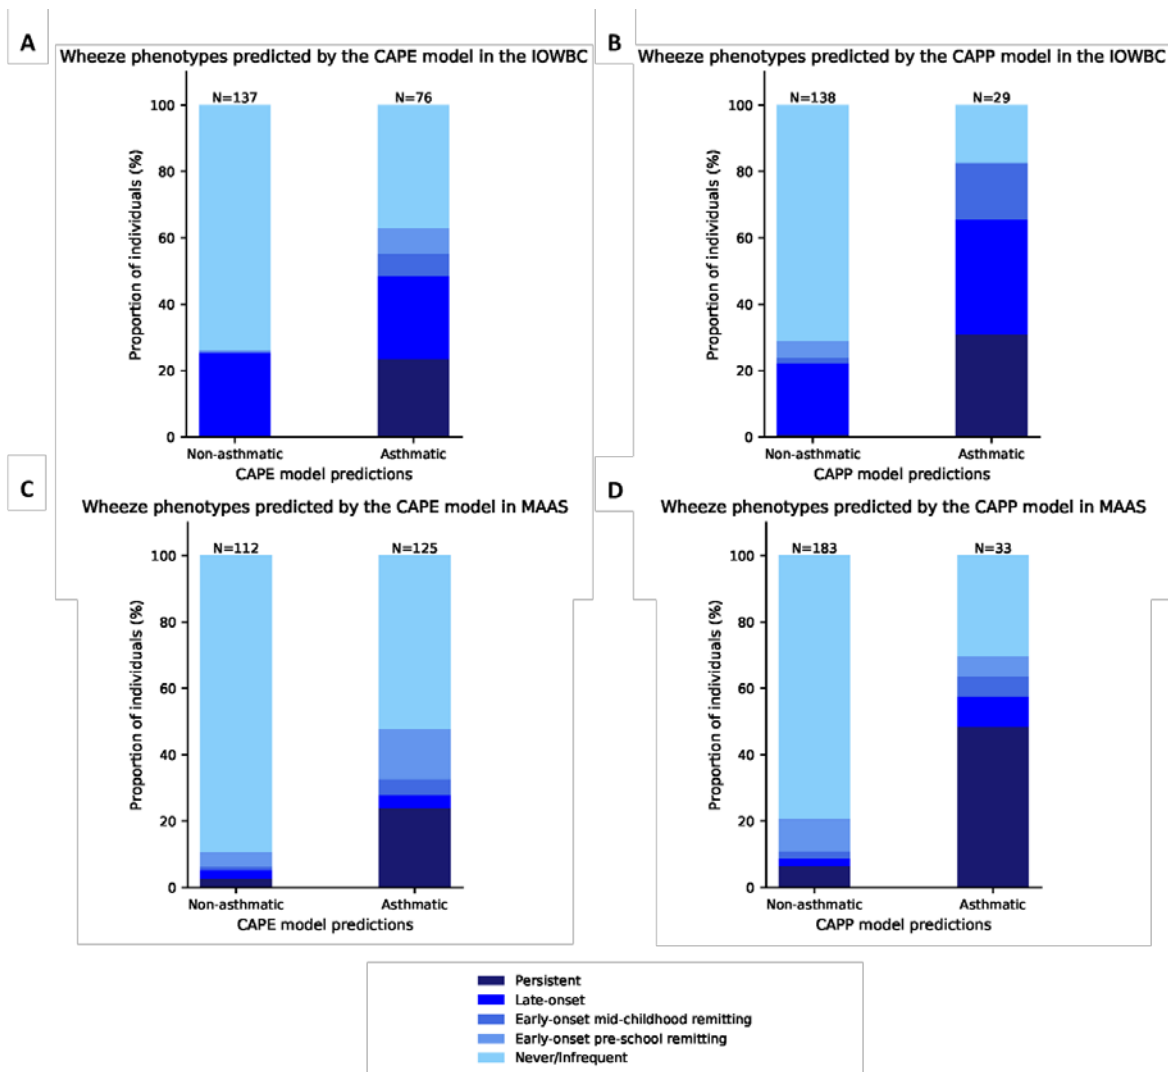 A
Wheeze phenotypes predicted by the CAPE model in the IOWBC
N=137
N=76
100
80
60
40
20
0
Proportion of individuals (%)
Non-asthmatic
Asthmatic
CAPE model predictions
B
Wheeze phenotypes predicted by the CAPP model in the IOWBC
N=138
N=29
100
80
60
40
20
0
Proportion of individuals (%)
Non-asthmatic
Asthmatic
CAPP model predictions
C
Wheeze phenotypes predicted by the CAPE model in MAAS
N=112
N=125
100
80
60
40
20
0
Proportion of individuals (%)
Non-asthmatic
Asthmatic
CAPE model predictions
D
Wheeze phenotypes predicted by the CAPP model in MAAS
N=183
N=33
100
80
60
40
20
0
Proportion of individuals (%)
Non-asthmatic
Asthmatic
CAPP model predictions
Persistent
Late-onset
Early-onset mid-childhood remitting
Early-onset pre-school remitting
Never/Infrequent